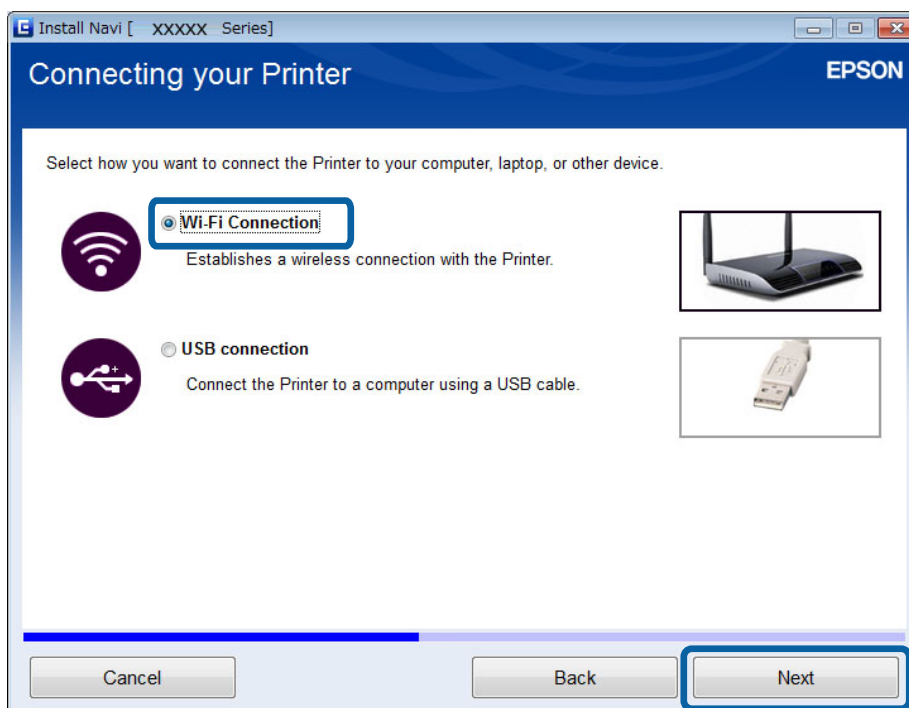 Install Navi [ XXXXX Series]
Connecting your Printer
EPSON
Select how you want to connect the Printer to your computer, laptop, or other device.
Wi-Fi Connection
Establishes a wireless connection with the Printer.
USB connection
Connect the Printer to a computer using a USB cable.
Cancel
Back
Next